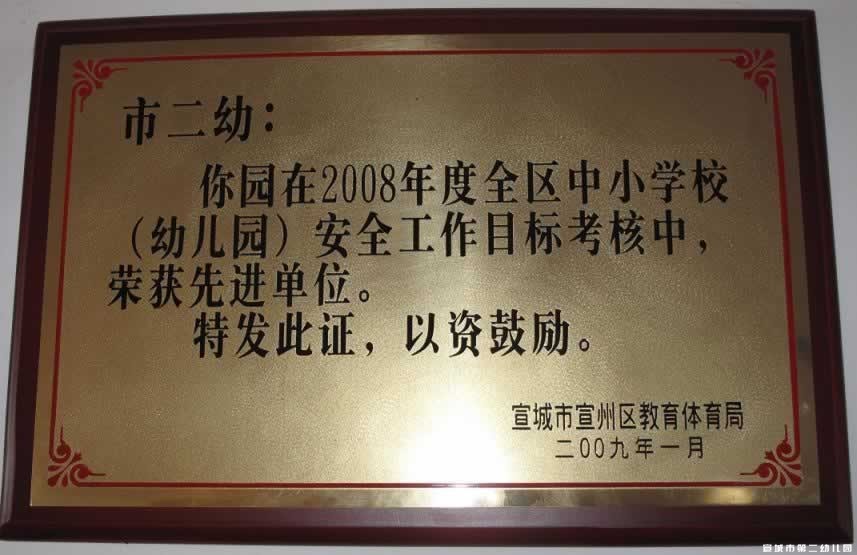 市二幼：
你园在2008年度全区中小学校
（幼儿园）安全工作目标考核中，
荣获先进单位。
特发此证，以资鼓励。
宣城市宣州区教育体育局
二00九年一月
宣城市第二幼儿园